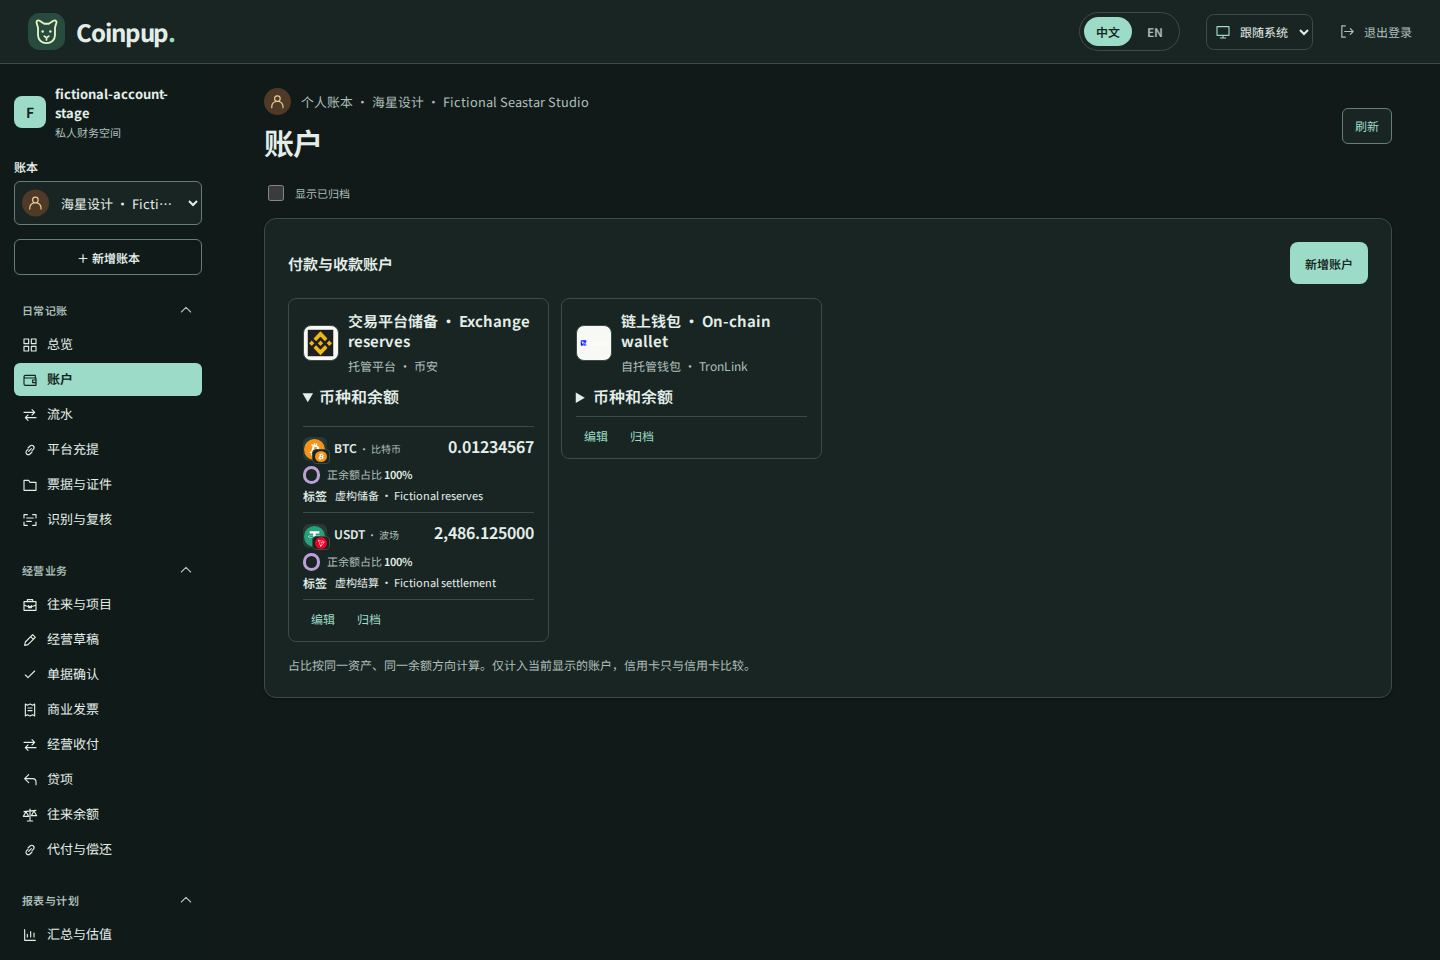 Coinpup.
中文
EN
跟随系统
退出登录
F
fictional-account-
stage
私人财务空间
账本
海星设计 · Ficti···
+ 新增账本
日常记账
总览
账户
流水
平台充提
票据与证件
识别与复核
经营业务
往来与项目
经营草稿
单据确认
商业发票
经营收付
贷项
往来余额
代付与偿还
报表与计划
汇总与估值
个人账本 · 海星设计 · Fictional Seastar Studio
账户
刷新
显示已归档
付款与收款账户
新增账户
交易平台储备 · Exchange
reserves
托管平台 · 币安
币种和余额
BTC · 比特币 0.01234567
正余额占比 100%
标签 虚构储备 · Fictional reserves
USDT · 波场 2,486.125000
正余额占比 100%
标签 虚构结算 · Fictional settlement
编辑 归档
链上钱包 · On-chain
wallet
自托管钱包 · TronLink
币种和余额
编辑 归档
占比按同一资产、同一余额方向计算。仅计入当前显示的账户，信用卡只与信用卡比较。